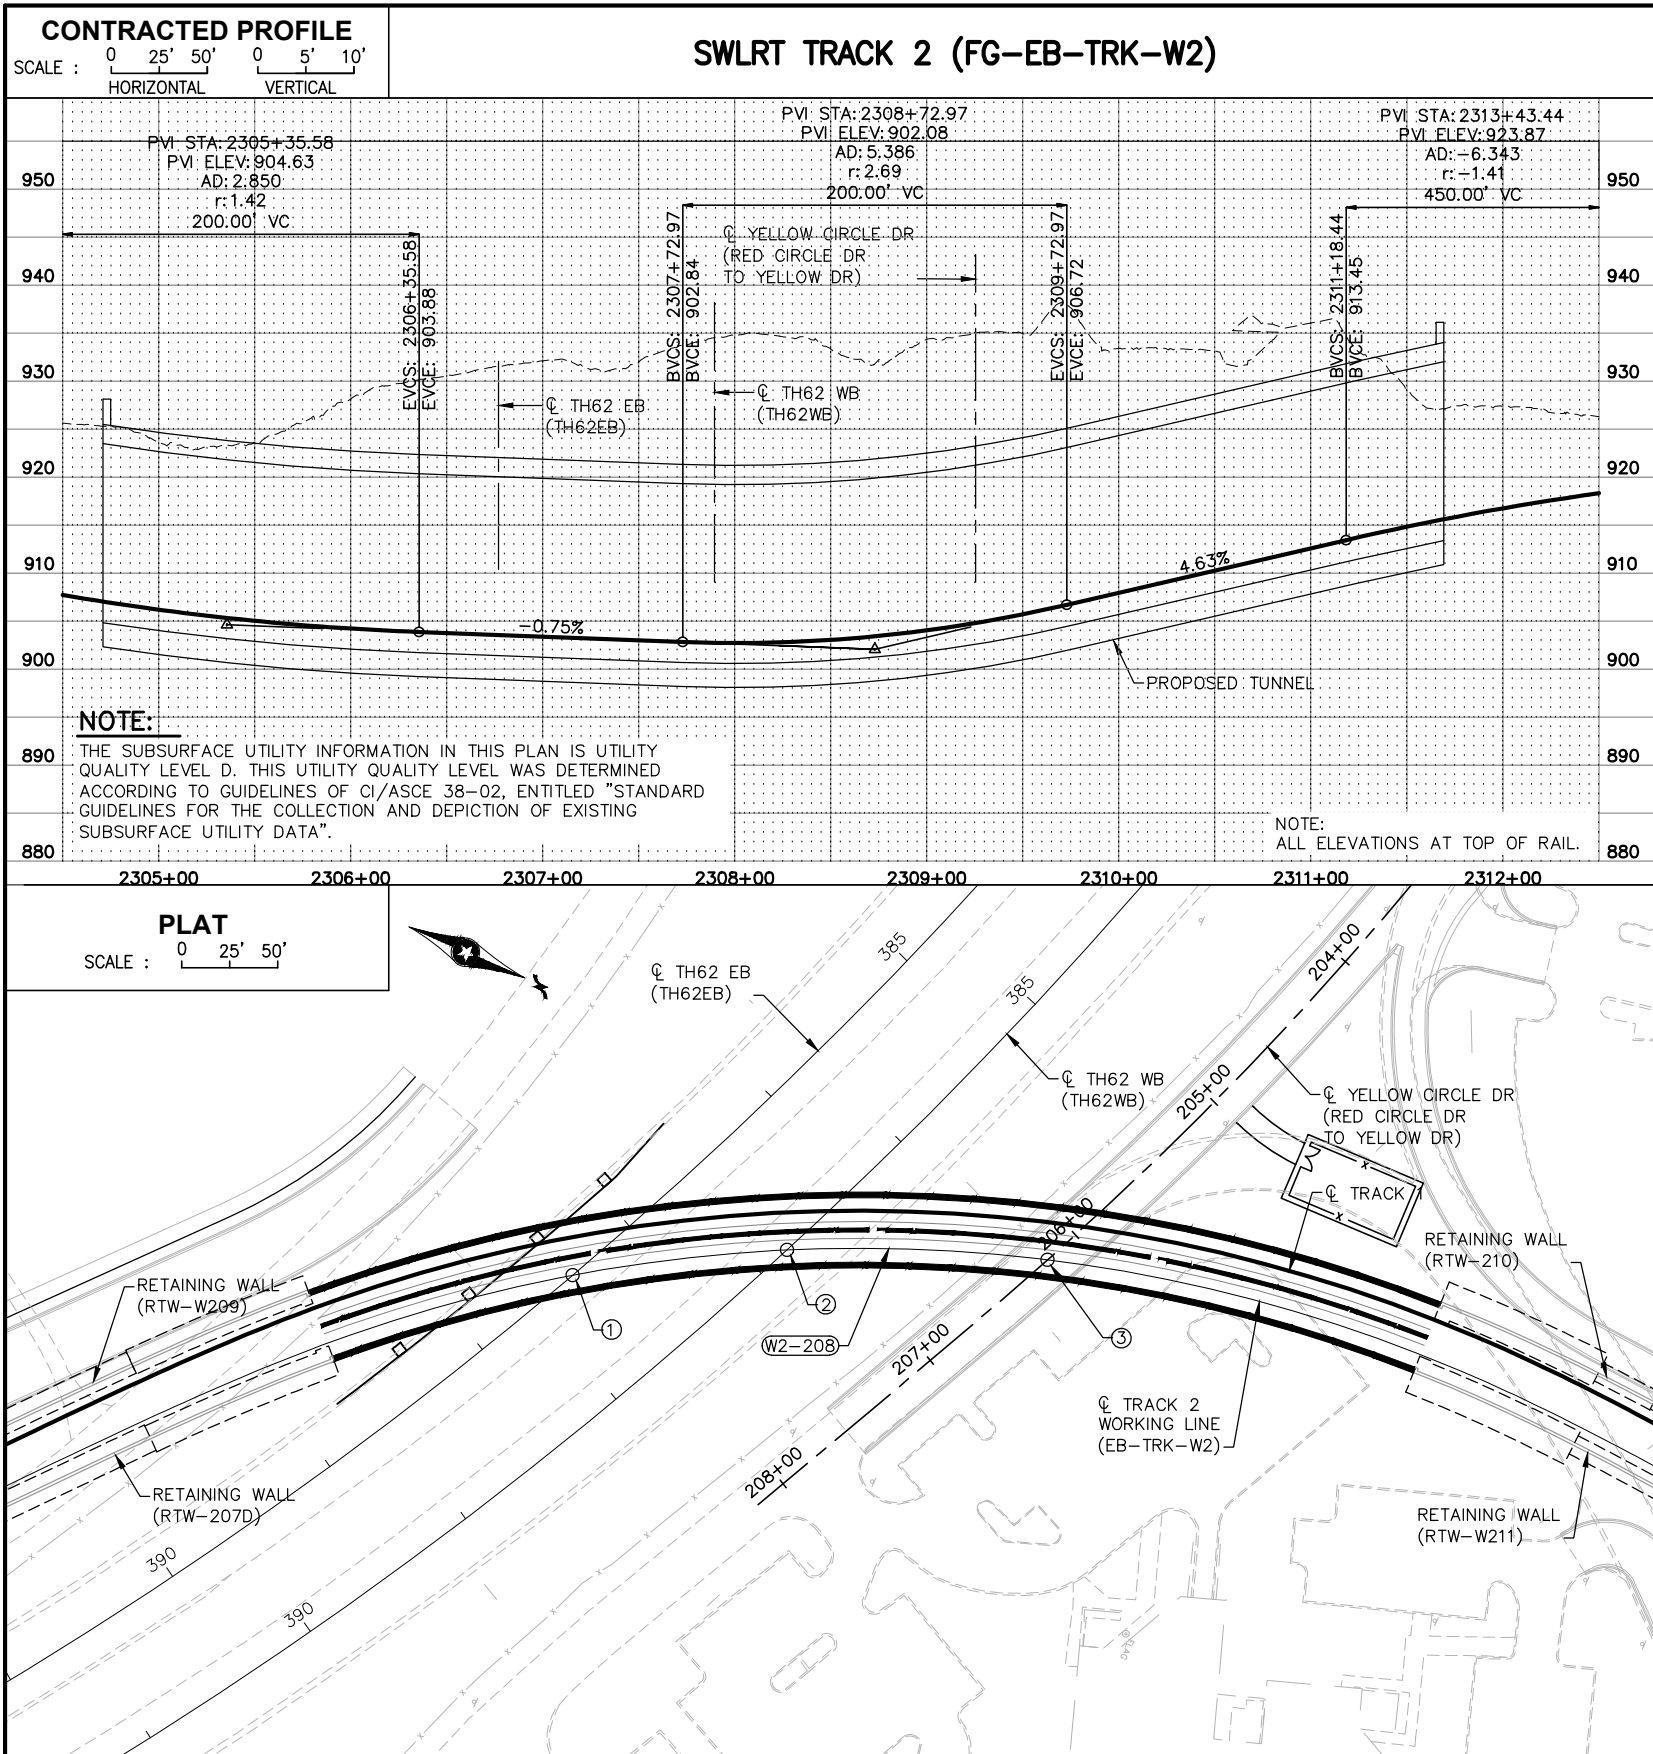 CONTRACTED PROFILE
SCALE :
0 25' 50'
HORIZONTAL
0 5' 10'
VERTICAL
SWLRT TRACK 2 (FG-EB-TRK-W2)
PVI STA: 2305+35.58
PVI ELEV: 904.63
AD: 2.850
r: 1.42
200.00' VC
PVI STA: 2308+72.97
PVI ELEV: 902.08
AD: 5.386
r: 2.69
200.00' VC
PVI STA: 2313+43.44
PVI ELEV: 923.87
AD: -6.343
r: -1.41
450.00' VC
EVCS: 2306+35.58
EVCE: 903.88
BVCS: 2307+72.97
BVCE: 902.84
EVCS: 2309+72.97
EVCE: 906.72
BVCS: 2311+18.44
BVCE: 913.45
℄ YELLOW CIRCLE DR
(RED CIRCLE DR
TO YELLOW DR)
℄ TH62 EB
(TH62EB)
℄ TH62 WB
(TH62WB)
950
940
930
920
910
900
890
880
950
940
930
920
910
900
890
880
-0.75%
4.63%
PROPOSED TUNNEL
NOTE:
THE SUBSURFACE UTILITY INFORMATION IN THIS PLAN IS UTILITY
QUALITY LEVEL D. THIS UTILITY QUALITY LEVEL WAS DETERMINED
ACCORDING TO GUIDELINES OF CI/ASCE 38-02, ENTITLED "STANDARD
GUIDELINES FOR THE COLLECTION AND DEPICTION OF EXISTING
SUBSURFACE UTILITY DATA".
NOTE:
ALL ELEVATIONS AT TOP OF RAIL.
2305+00 2306+00 2307+00 2308+00 2309+00 2310+00 2311+00 2312+00
PLAT
SCALE :
0 25' 50'
℄ TH62 EB
(TH62EB)
385
385
204+00
℄ TH62 WB
(TH62WB)
205+00
℄ YELLOW CIRCLE DR
(RED CIRCLE DR
TO YELLOW DR)
℄ TRACK 1
206+00
RETAINING WALL
(RTW-210)
RETAINING WALL
(RTW-W209)
1
2
3
W2-208
207+00
℄ TRACK 2
WORKING LINE
(EB-TRK-W2)
208+00
RETAINING WALL
(RTW-207D)
RETAINING WALL
(RTW-W211)
390
390
FLAG